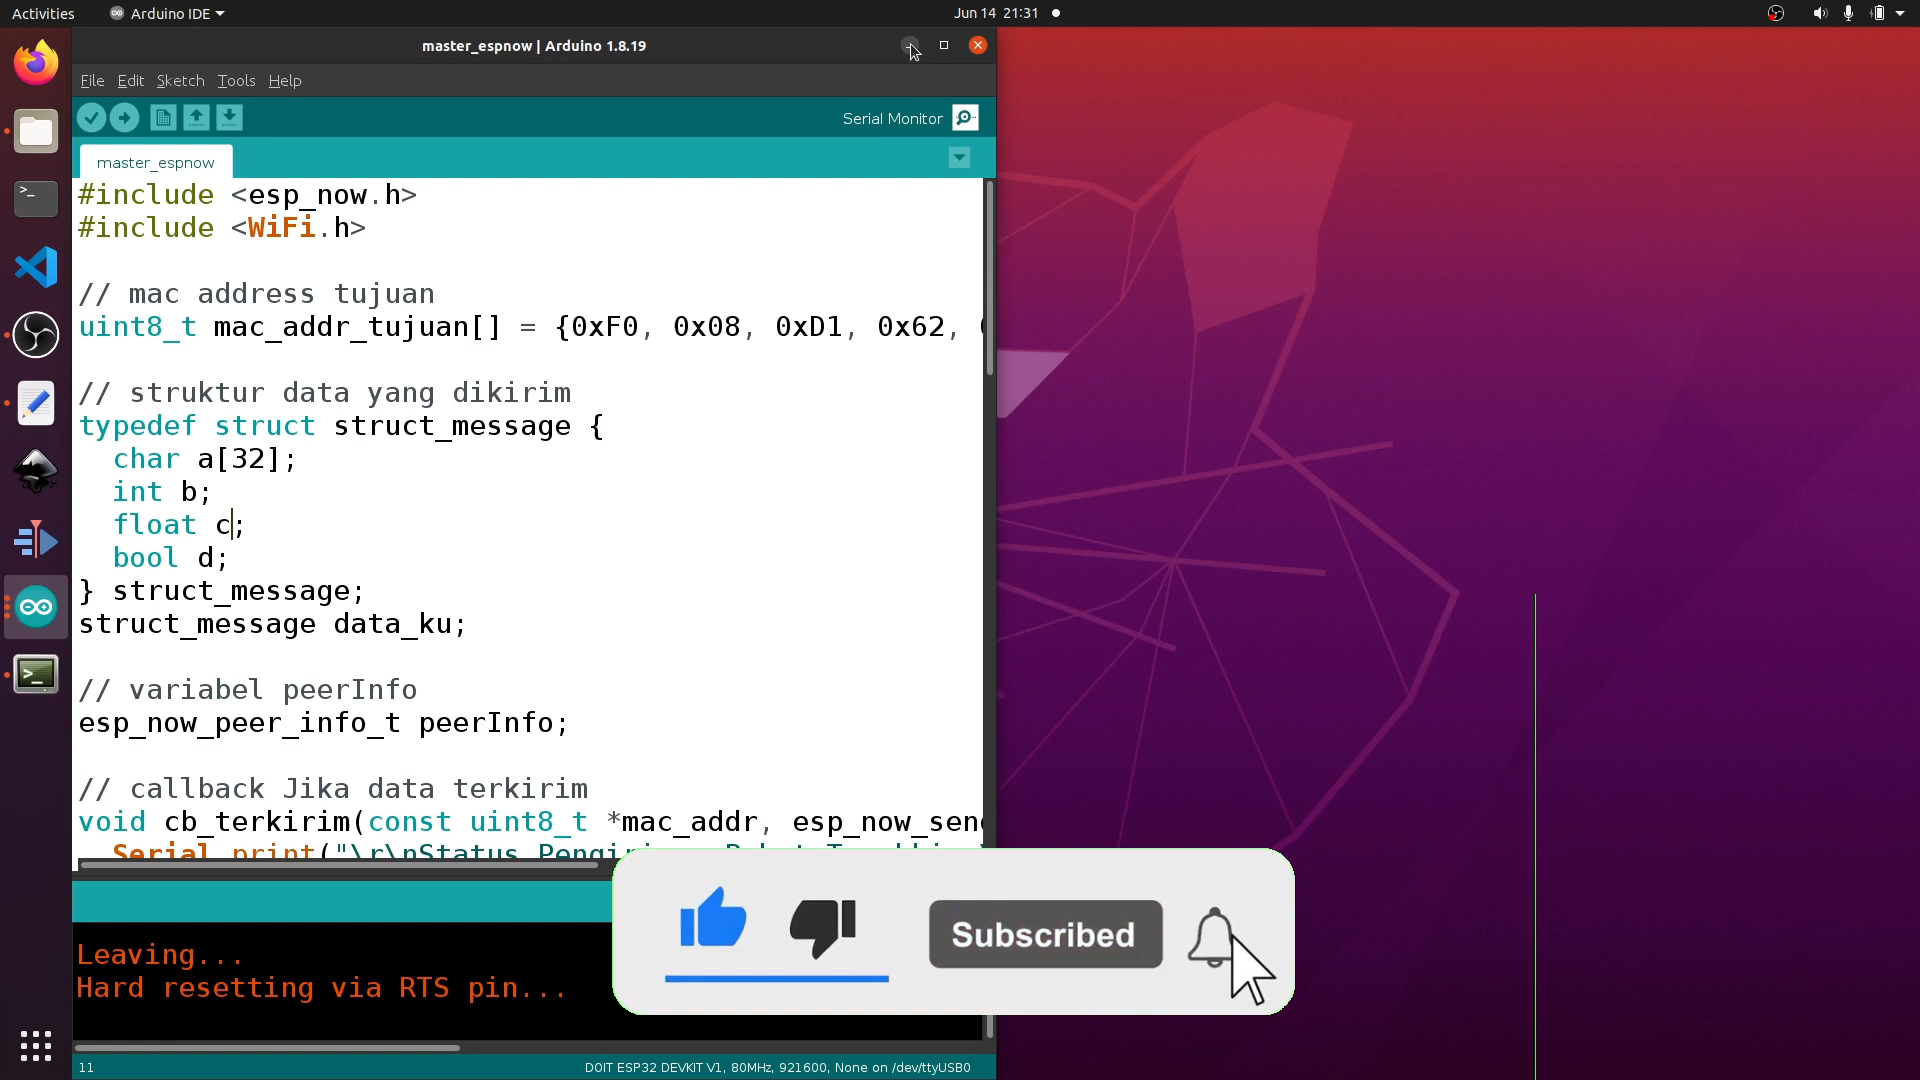 Activities
Arduino IDE
Jun 14 21:31
master_espnow | Arduino 1.8.19
File Edit Sketch Tools Help
Serial Monitor
master_espnow
#include <esp_now.h>
#include <WiFi.h>
// mac address tujuan
uint8_t mac_addr_tujuan[] = {0xF0, 0x08, 0xD1, 0x62,
// struktur data yang dikirim
typedef struct struct_message {
char a[32];
int b;
float c;
bool d;
} struct_message;
struct_message data_ku;
// variabel peerInfo
esp_now_peer_info_t peerInfo;
// callback Jika data terkirim
void cb_terkirim(const uint8_t *mac_addr, esp_now_send
Serial.print("\r\nStatus
Subscribed
Leaving...
Hard resetting via RTS pin...
11
DOIT ESP32 DEVKIT V1, 80MHz, 921600, None on /dev/ttyUSB0